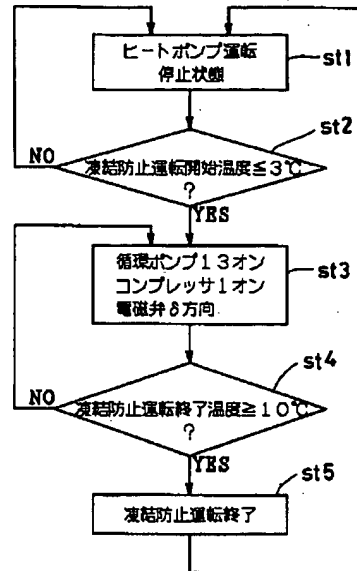 ヒートポンプ運転
停止状態
st1
st2
凍結防止運転開始温度≦3℃
?
NO
YES
循環ポンプ13オン
コンプレッサ1オン
電磁弁δ方向
st3
st4
凍結防止運転終了温度≧10℃
?
NO
YES
st5
凍結防止運転終了